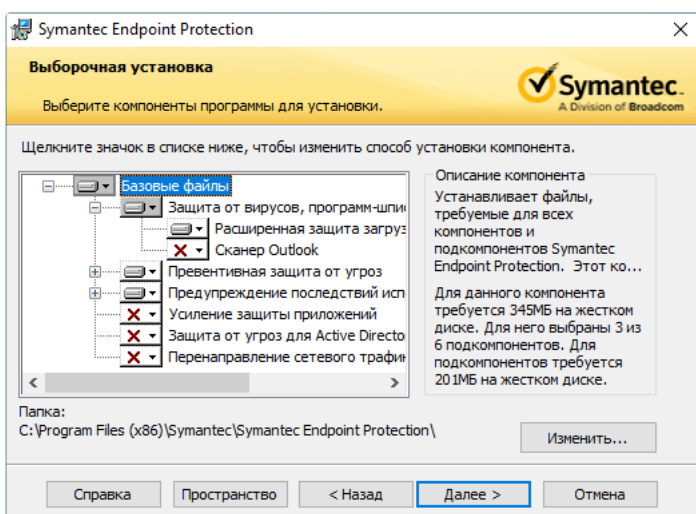 Symantec Endpoint Protection
Выборочная установка
Выберите компоненты программы для установки.
Symantec.
A Division of Broadcom
Щелкните значок в списке ниже, чтобы изменить способ установки компонента.
Базовые файлы
Защита от вирусов, программ-шпи
Расширенная защита загруз
Сканер Outlook
Превентивная защита от угроз
Предупреждение последствий исп
Усиление защиты приложений
Защита от угроз для Active Directo
Перенаправление сетевого трафи
Описание компонента
Устанавливает файлы,
требуемые для всех
компонентов и
подкомпонентов Symantec
Endpoint Protection. Этот ко...
Для данного компонента
требуется 345МБ на жестком
диске. Для него выбраны 3 из
6 подкомпонентов. Для
подкомпонентов требуется
201МБ на жестком диске.
Папка:
C:\Program Files (x86)\Symantec\Symantec Endpoint Protection\
Изменить...
Справка
Пространство
< Назад
Далее >
Отмена